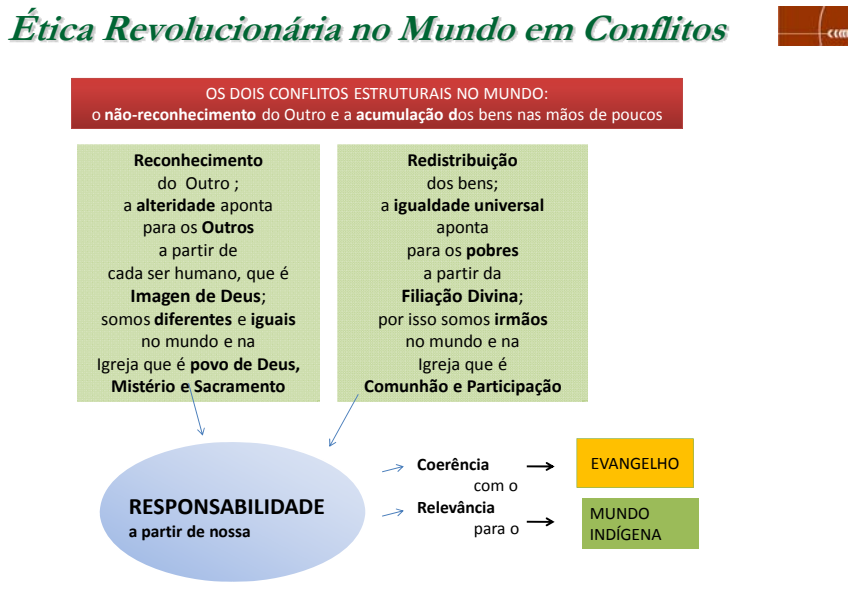 Ética Revolucionária no Mundo em Conflitos
OS DOIS CONFLITOS ESTRUTURAIS NO MUNDO:
o não-reconhecimento do Outro e a acumulação dos bens nas mãos de poucos
Reconhecimento
do Outro ;
a alteridade aponta
para os Outros
a partir de
cada ser humano, que é
Imagen de Deus;
somos diferentes e iguais
no mundo e na
Igreja que é povo de Deus,
Mistério e Sacramento
Redistribuição
dos bens;
a igualdade universal
aponta
para os pobres
a partir da
Filiação Divina;
por isso somos irmãos
no mundo e na
Igreja que é
Comunhão e Participação
RESPONSABILIDADE
a partir de nossa
Coerência
com o
EVANGELHO
Relevância
para o
MUNDO
INDÍGENA